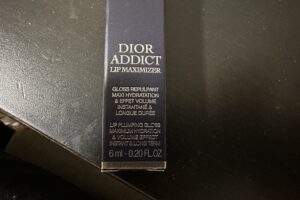 DIOR
ADDICT
LIP MAXIMIZER
GLOSS REPULPANT
MAXI HYDRATATION
& EFFET VOLUME
INSTANTANÉ &
LONGUE DURÉE
LIP PLUMPING GLOSS
MAXIMUM HYDRATION
& VOLUME EFFECT
INSTANT & LONG TERM
6 ml - 0.20 FL.OZ